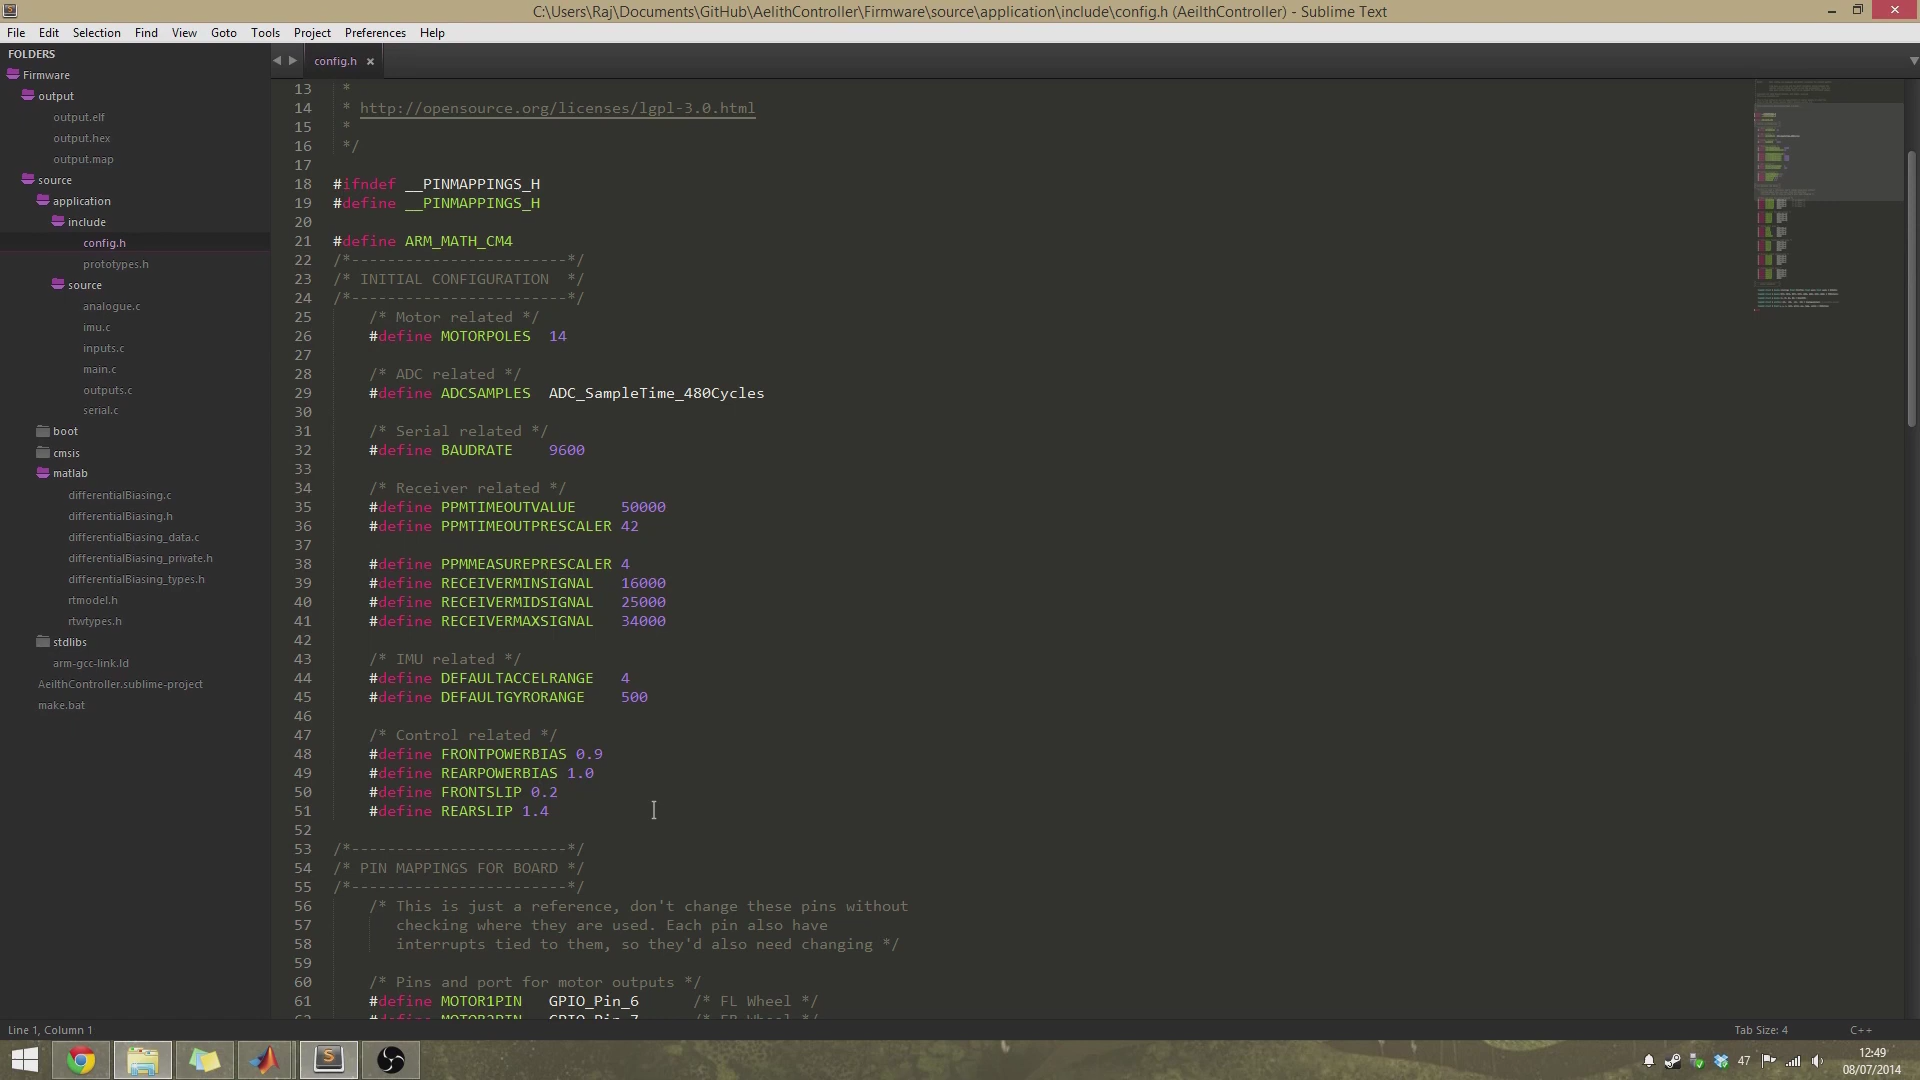 C:\Users\Raj\Documents\GitHub\AelithController\Firmware\source\application\include\config.h (AeilthController) - Sublime Text
File Edit Selection Find View Goto Tools Project Preferences Help
FOLDERS
Firmware
output
output.elf
output.hex
output.map
source
application
include
config.h
prototypes.h
source
analogue.c
imu.c
inputs.c
main.c
outputs.c
serial.c
boot
cmsis
matlab
differentialBiasing.c
differentialBiasing.h
differentialBiasing_data.c
differentialBiasing_private.h
differentialBiasing_types.h
rtmodel.h
rtwtypes.h
stdlibs
arm-gcc-link.ld
AeilthController.sublime-project
make.bat
config.h ×
13 *
14 * http://opensource.org/licenses/lgpl-3.0.html
15 *
16 */
17
18 #ifndef __PINMAPPINGS_H
19 #define __PINMAPPINGS_H
20
21 #define ARM_MATH_CM4
22 /*------------------------*/
23 /* INITIAL CONFIGURATION  */
24 /*------------------------*/
25 /* Motor related */
26 #define MOTORPOLES  14
27
28 /* ADC related */
29 #define ADCSAMPLES  ADC_SampleTime_480Cycles
30
31 /* Serial related */
32 #define BAUDRATE    9600
33
34 /* Receiver related */
35 #define PPMTIMEOUTVALUE     50000
36 #define PPMTIMEOUTPRESCALER 42
37
38 #define PPMMEASUREPRESCALER 4
39 #define RECEIVERMINSIGNAL   16000
40 #define RECEIVERMIDSIGNAL   25000
41 #define RECEIVERMAXSIGNAL   34000
42
43 /* IMU related */
44 #define DEFAULTACCELRANGE   4
45 #define DEFAULTGYRORANGE    500
46
47 /* Control related */
48 #define FRONTPOWERBIAS 0.9
49 #define REARPOWERBIAS 1.0
50 #define FRONTSLIP 0.2
51 #define REARSLIP 1.4
52
53 /*------------------------*/
54 /* PIN MAPPINGS FOR BOARD */
55 /*------------------------*/
56 /* This is just a reference, don't change these pins without
57 checking where they are used. Each pin also have
58 interrupts tied to them, so they'd also need changing */
59
60 /* Pins and port for motor outputs */
61 #define MOTOR1PIN   GPIO_Pin_6      /* FL Wheel */
62 #define MOTOR2PIN   GPIO_Pin_7      /* FR Wheel */
Line 1, Column 1
Tab Size: 4
C++
47
12:49
08/07/2014